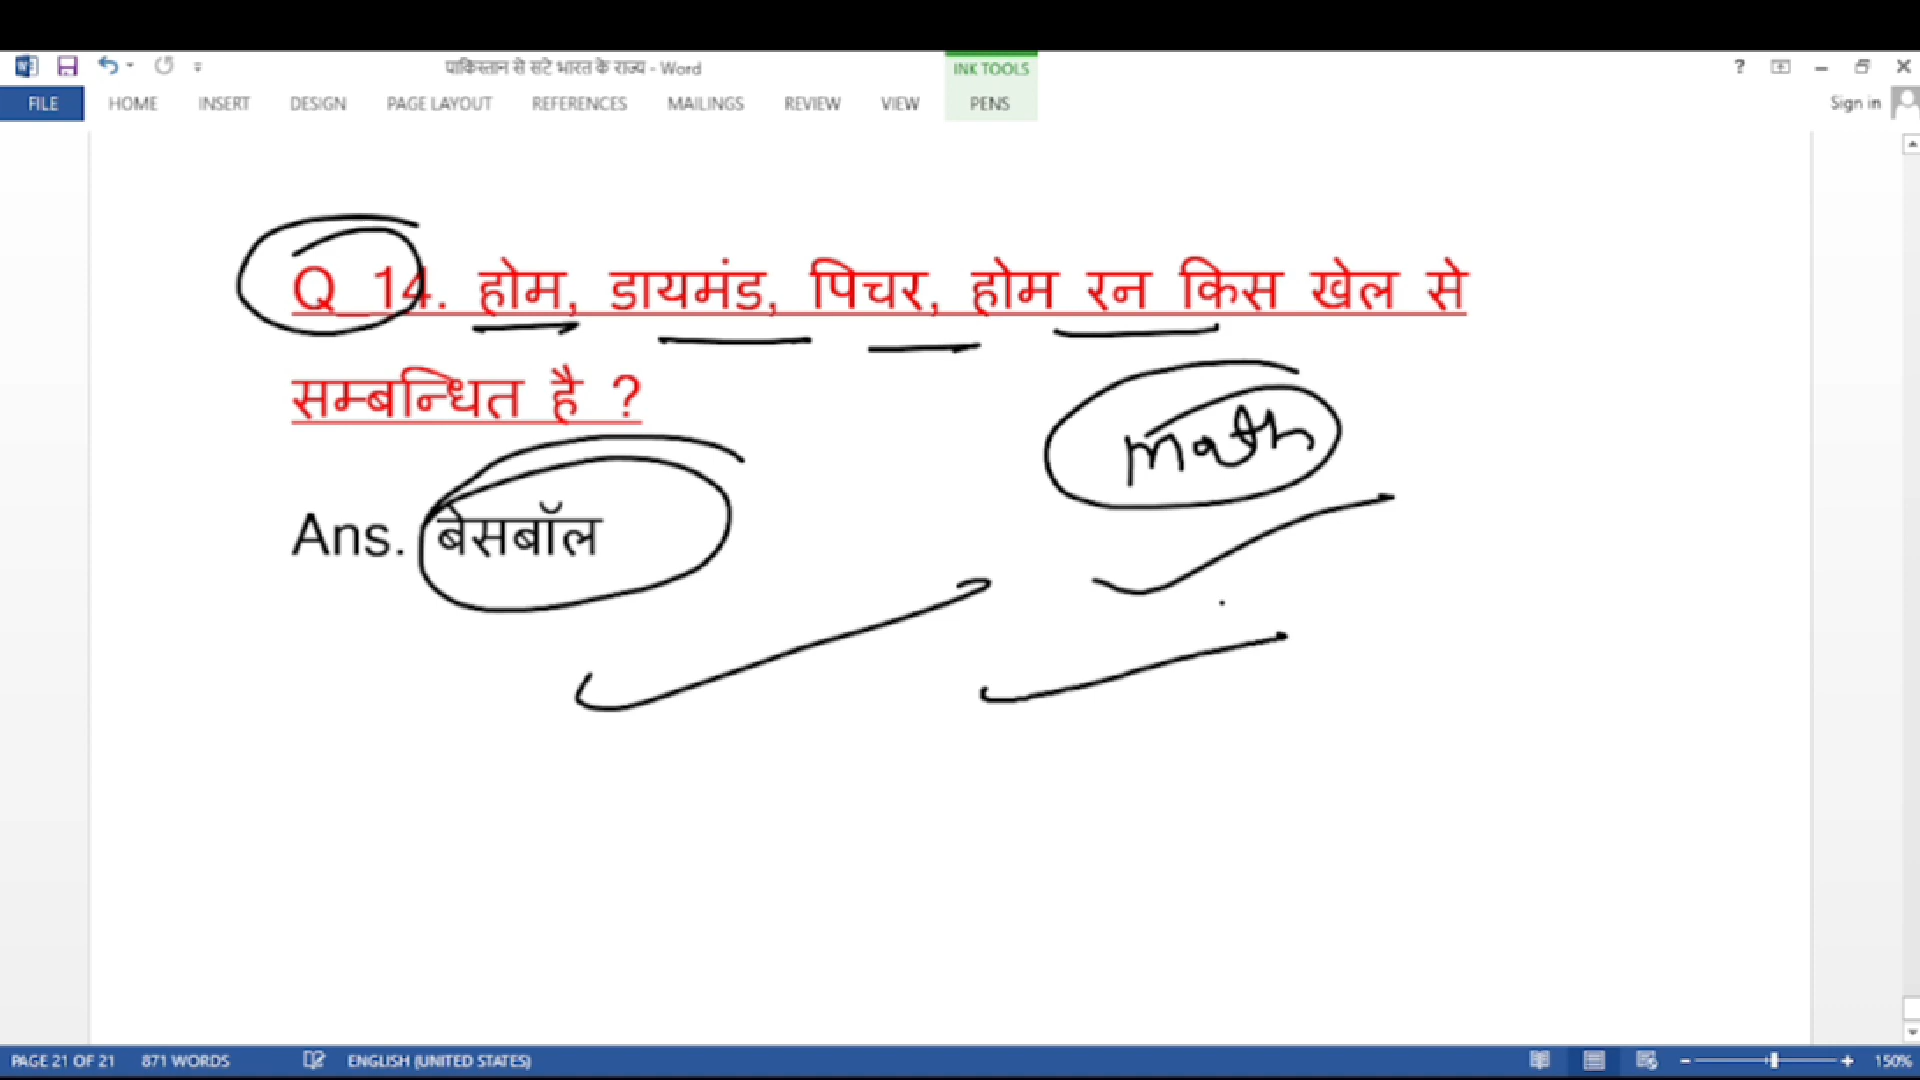 पाकिस्तान से सटे भारत के राज्य - Word
INK TOOLS
?
FILE
HOME
INSERT
DESIGN
PAGE LAYOUT
REFERENCES
MAILINGS
REVIEW
VIEW
PENS
Sign in
Q 14. होम, डायमंड, पिचर, होम रन किस खेल से
सम्बन्धित है ?
math
Ans. बेसबॉल
PAGE 21 OF 21 871 WORDS ENGLISH (UNITED STATES) 150%